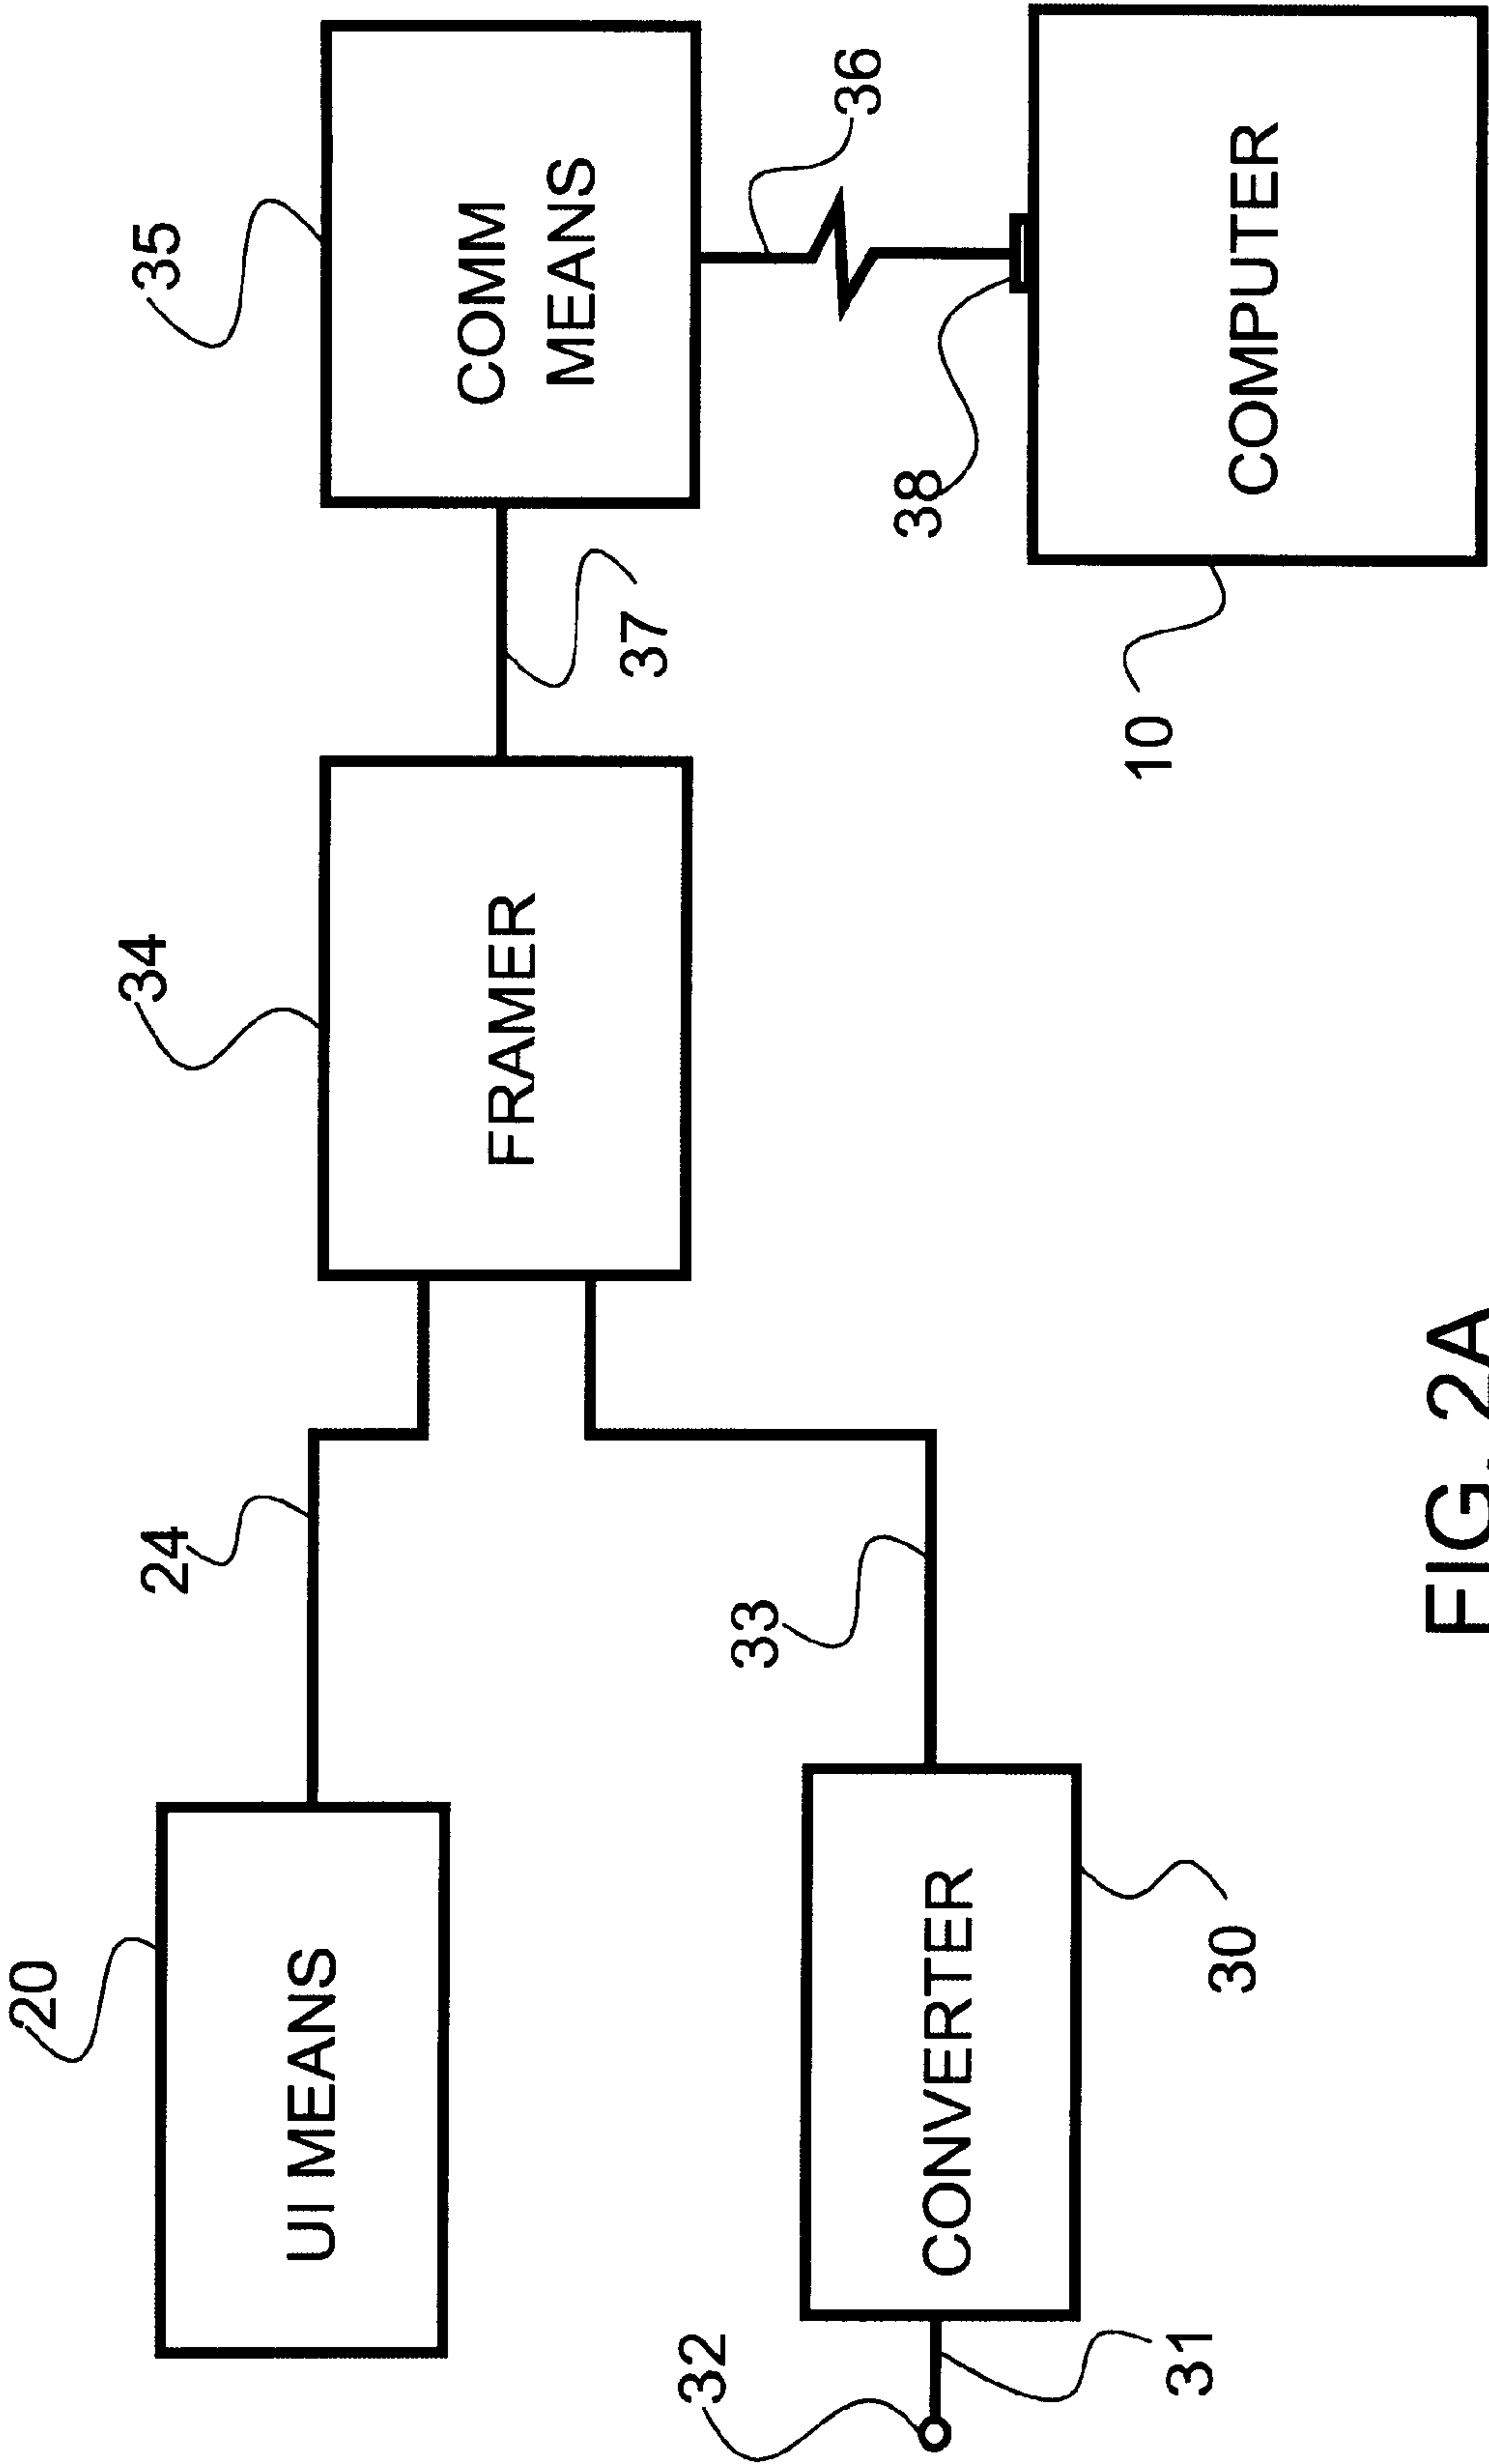 20
UI MEANS
24
34
FRAMER
35
COMM
MEANS
37
36
38
COMPUTER
10
33
32
31
CONVERTER
30
FIG. 2A